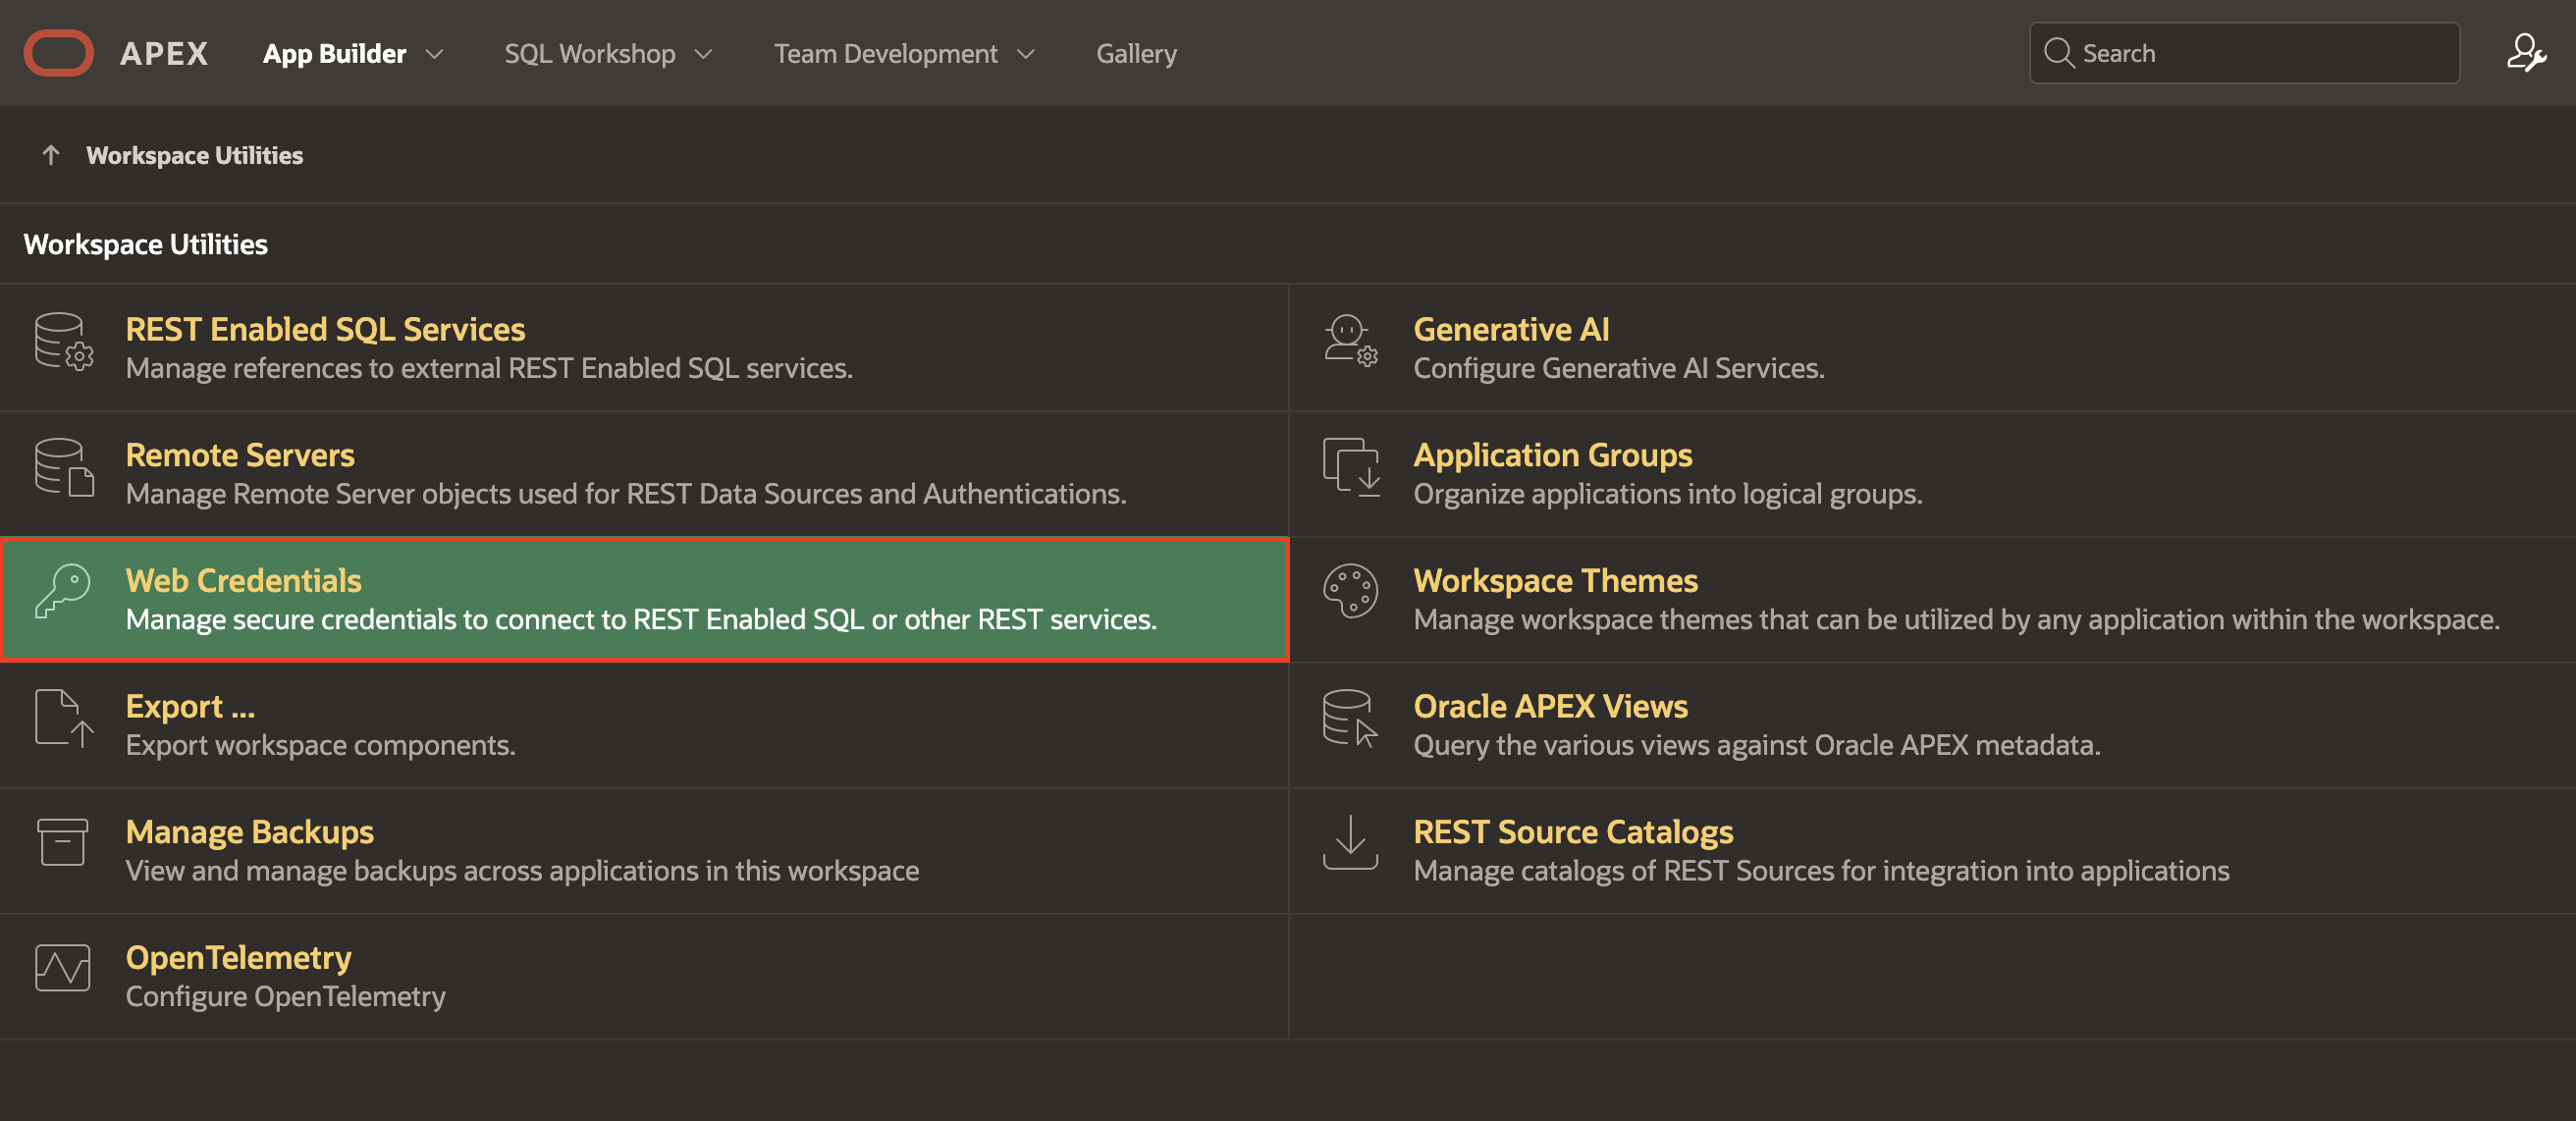 APEX App Builder SQL Workshop Team Development Gallery Search
Workspace Utilities
Workspace Utilities
REST Enabled SQL Services
Manage references to external REST Enabled SQL services.
Generative AI
Configure Generative AI Services.
Remote Servers
Manage Remote Server objects used for REST Data Sources and Authentications.
Application Groups
Organize applications into logical groups.
Web Credentials
Manage secure credentials to connect to REST Enabled SQL or other REST services.
Workspace Themes
Manage workspace themes that can be utilized by any application within the workspace.
Export ...
Export workspace components.
Oracle APEX Views
Query the various views against Oracle APEX metadata.
Manage Backups
View and manage backups across applications in this workspace
REST Source Catalogs
Manage catalogs of REST Sources for integration into applications
OpenTelemetry
Configure OpenTelemetry